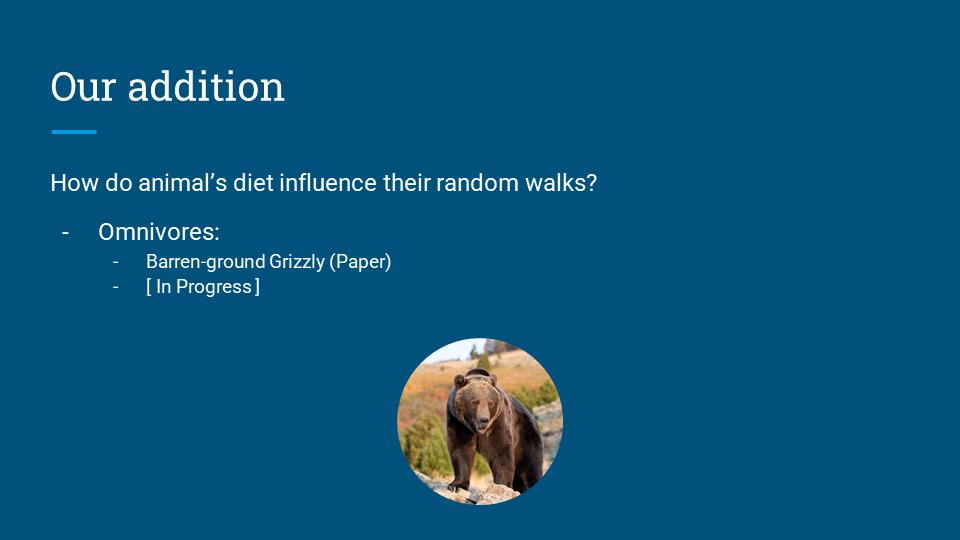 Our addition
How do animal’s diet influence their random walks?
- Omnivores:
- Barren-ground Grizzly (Paper)
- [ In Progress ]